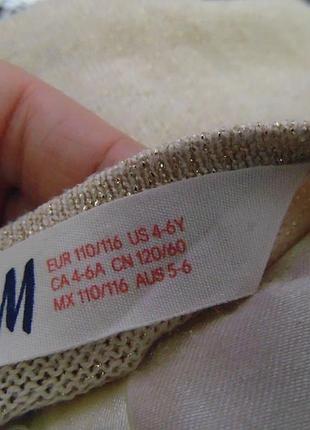 M
EUR 110/116 US 4-6Y
CA 4-6A CN 120/60
MX 110/116 AUS 5-6